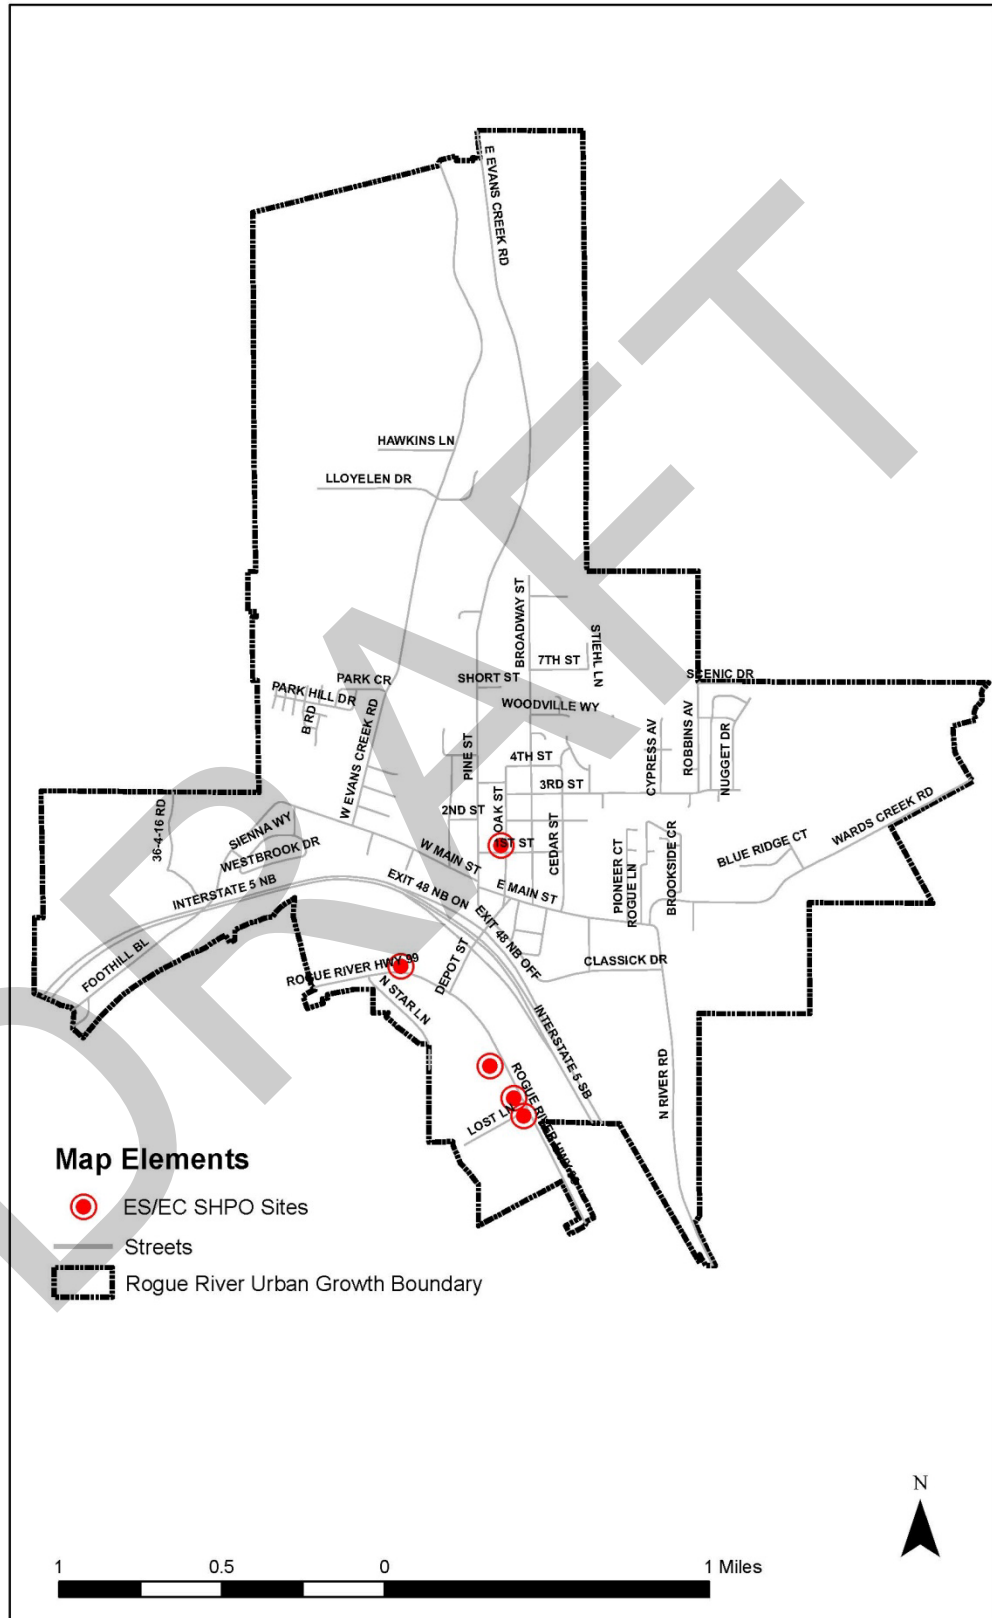 E EVANS CREEK RD
HAWKINS LN
LLOYELEN DR
BROADWAY ST
STIEHL LN
7TH ST
SHORT ST
SCENIC DR
PARK CR
PARK HILL DR
B RD
WOODVILLE WY
W EVANS CREEK RD
PINE ST
4TH ST
CYPRESS AV
ROBBINS AV
NUGGET DR
3RD ST
2ND ST
OAK ST
36-4-16 RD
SIENNA WY
WESTBROOK DR
W MAIN ST
1ST ST
CEDAR ST
PIONEER CT
ROGUE LN
BROOKSIDE CR
BLUE RIDGE CT
WARDS CREEK RD
INTERSTATE 5 NB
EXIT 48 NB ON
E MAIN ST
EXIT 48 NB OFF
FOOTHILL BL
ROGUE RIVER HWY 99
DEPOT ST
CLASSICK DR
N STAR LN
INTERSTATE 5 SB
N RIVER RD
ROGUE RIVER HWY 99
LOST LN
DRAFT
Map Elements
ES/EC SHPO Sites
Streets
Rogue River Urban Growth Boundary
N
1 0.5 0 1 Miles